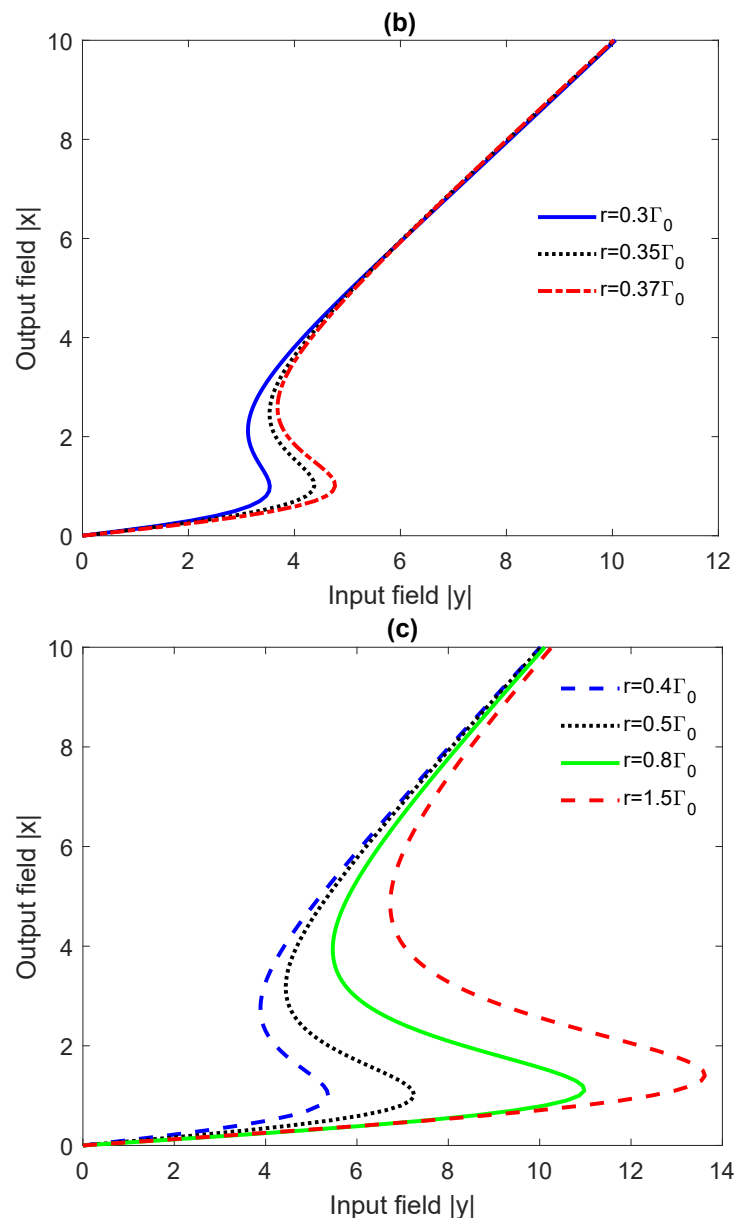 (b)
10
8
6
4
2
0
Output field |x|
r=0.3Γ0
r=0.35Γ0
r=0.37Γ0
0 2 4 6 8 10 12
Input field |y|
(c)
10
8
6
4
2
0
Output field |x|
r=0.4Γ0
r=0.5Γ0
r=0.8Γ0
r=1.5Γ0
0 2 4 6 8 10 12 14
Input field |y|